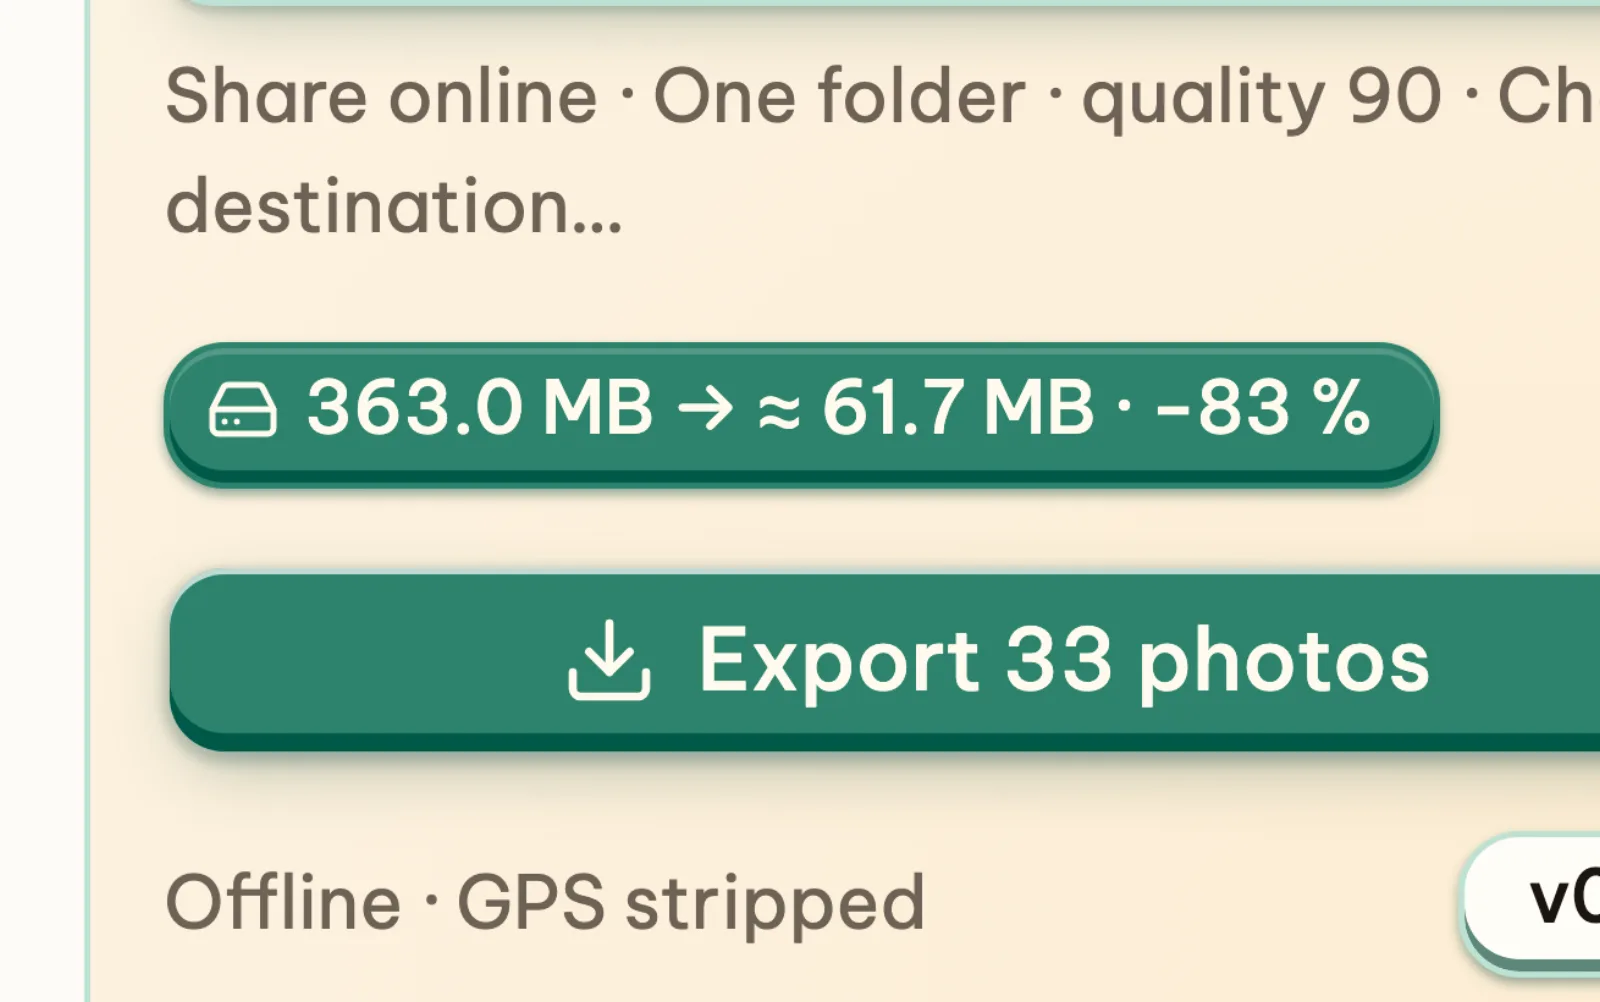 Share online · One folder · quality 90 · Ch
destination...
363.0 MB → ≈ 61.7 MB · −83 %
Export 33 photos
Offline · GPS stripped
v0